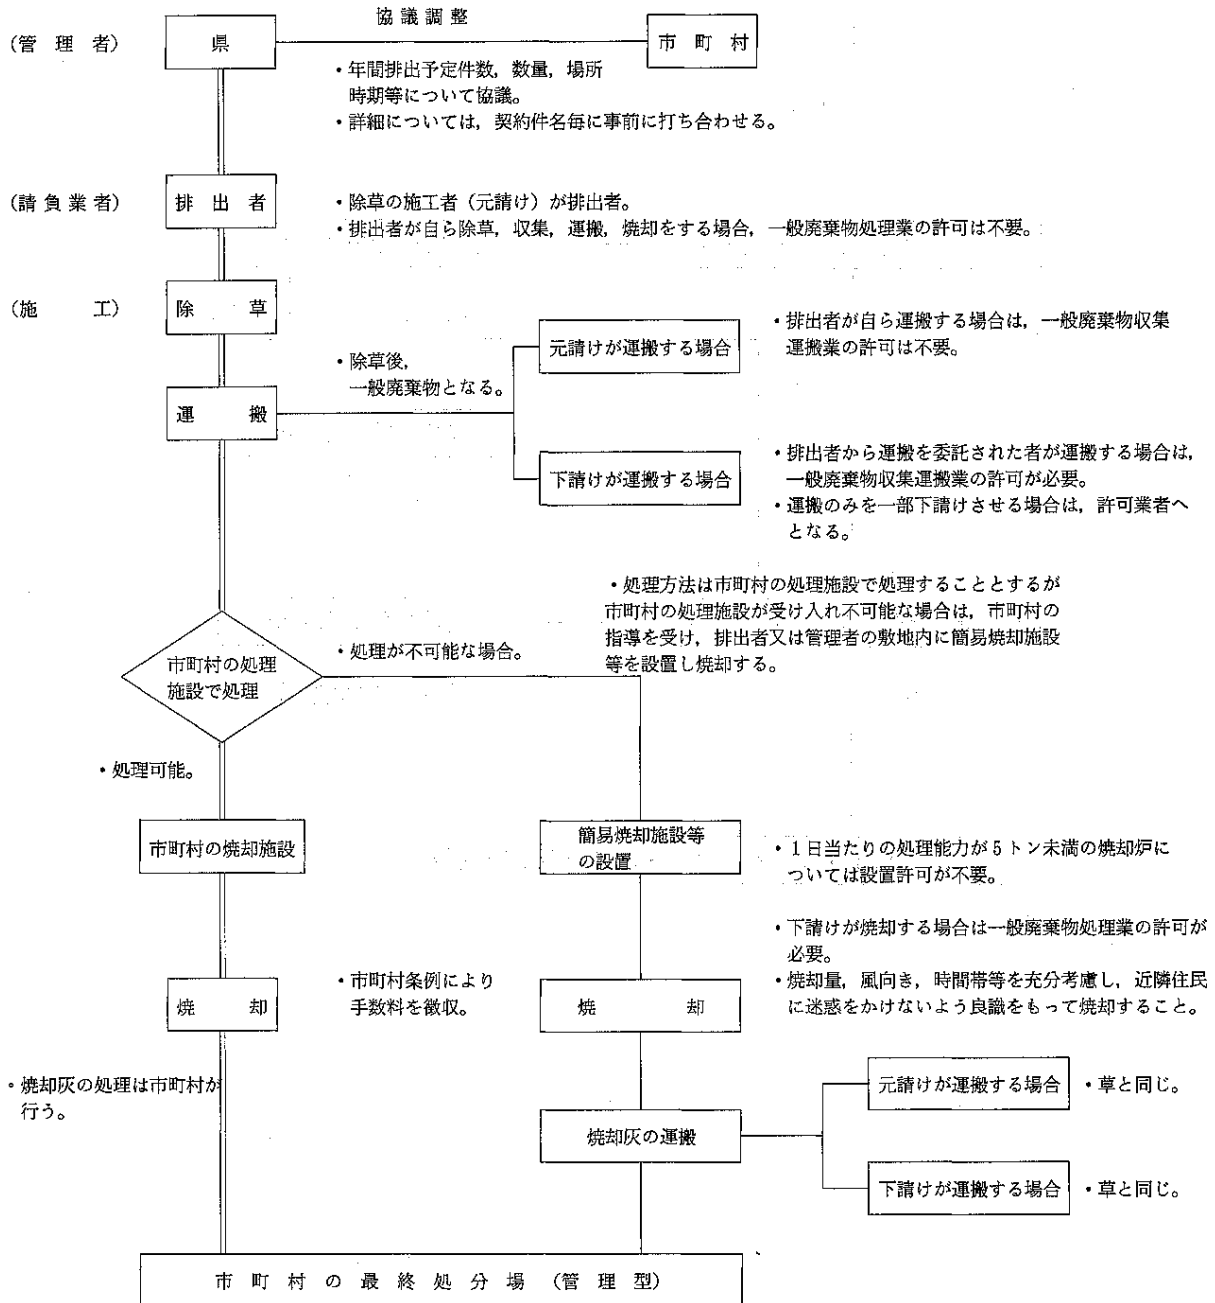 協議調整
(管理者)
県
市町村
・年間排出予定件数，数量，場所
時期等について協議。
・詳細については，契約件名毎に事前に打ち合わせる。
(請負業者)
排出者
・除草の施工者（元請け）が排出者。
・排出者が自ら除草，収集，運搬，焼却をする場合，一般廃棄物処理業の許可は不要。
(施工)
除草
・除草後，
一般廃棄物となる。
元請けが運搬する場合
・排出者が自ら運搬する場合は，一般廃棄物収集
運搬業の許可は不要。
運搬
下請けが運搬する場合
・排出者から運搬を委託された者が運搬する場合は，
一般廃棄物収集運搬業の許可が必要。
・運搬のみを一部下請けさせる場合は，許可業者へ
となる。
・処理方法は市町村の処理施設で処理することとするが
市町村の処理施設が受け入れ不可能な場合は，市町村の
指導を受け，排出者又は管理者の敷地内に簡易焼却施設
等を設置し焼却する。
市町村の処理
施設で処理
・処理が不可能な場合。
・処理可能。
市町村の焼却施設
簡易焼却施設等
の設置
・1日当たりの処理能力が5トン未満の焼却炉に
ついては設置許可が不要。
・下請けが焼却する場合は一般廃棄物処理業の許可が
必要。
・焼却量，風向き，時間帯等を充分考慮し，近隣住民
に迷惑をかけないよう良識をもって焼却すること。
焼却
・市町村条例により
手数料を徴収。
焼却
・焼却灰の処理は市町村が
行う。
焼却灰の運搬
元請けが運搬する場合
・草と同じ。
下請けが運搬する場合
・草と同じ。
市町村の最終処分場（管理型）